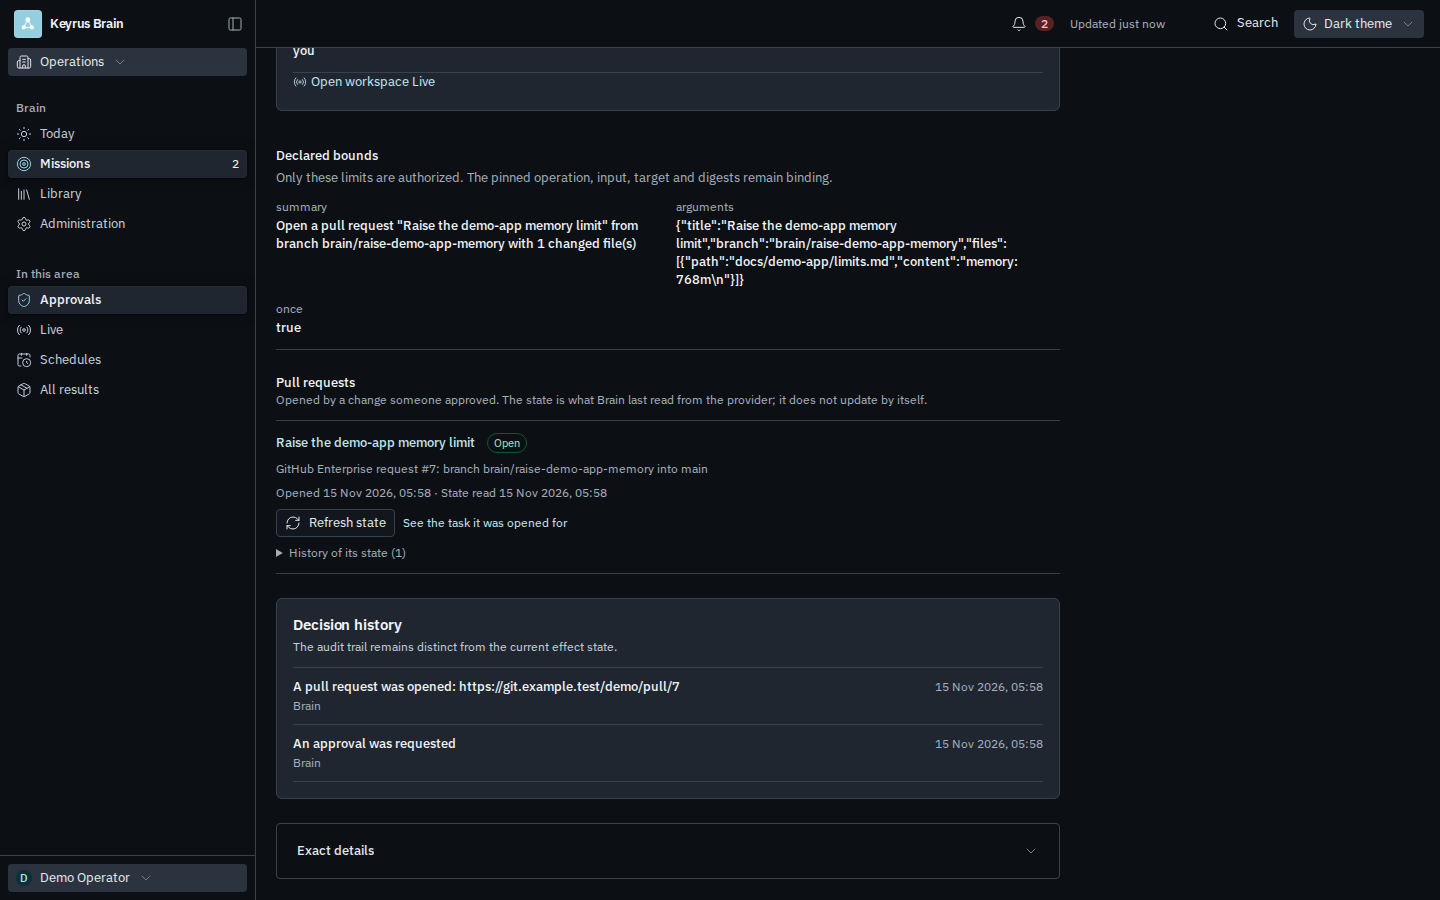 Keyrus Brain
Operations
Brain
Today
Missions 2
Library
Administration
In this area
Approvals
Live
Schedules
All results
Demo Operator
D
2
Updated just now
Search
Dark theme
you
Open workspace Live
Declared bounds
Only these limits are authorized. The pinned operation, input, target and digests remain binding.
summary
Open a pull request "Raise the demo-app memory limit" from
branch brain/raise-demo-app-memory with 1 changed file(s)
arguments
{"title":"Raise the demo-app memory
limit","branch":"brain/raise-demo-app-memory","files":
[{"path":"docs/demo-app/limits.md","content":"memory:
768m\n"}]}
once
true
Pull requests
Opened by a change someone approved. The state is what Brain last read from the provider; it does not update by itself.
Raise the demo-app memory limit Open
GitHub Enterprise request #7: branch brain/raise-demo-app-memory into main
Opened 15 Nov 2026, 05:58 · State read 15 Nov 2026, 05:58
Refresh state See the task it was opened for
History of its state (1)
Decision history
The audit trail remains distinct from the current effect state.
A pull request was opened: https://git.example.test/demo/pull/7 15 Nov 2026, 05:58
Brain
An approval was requested 15 Nov 2026, 05:58
Brain
Exact details